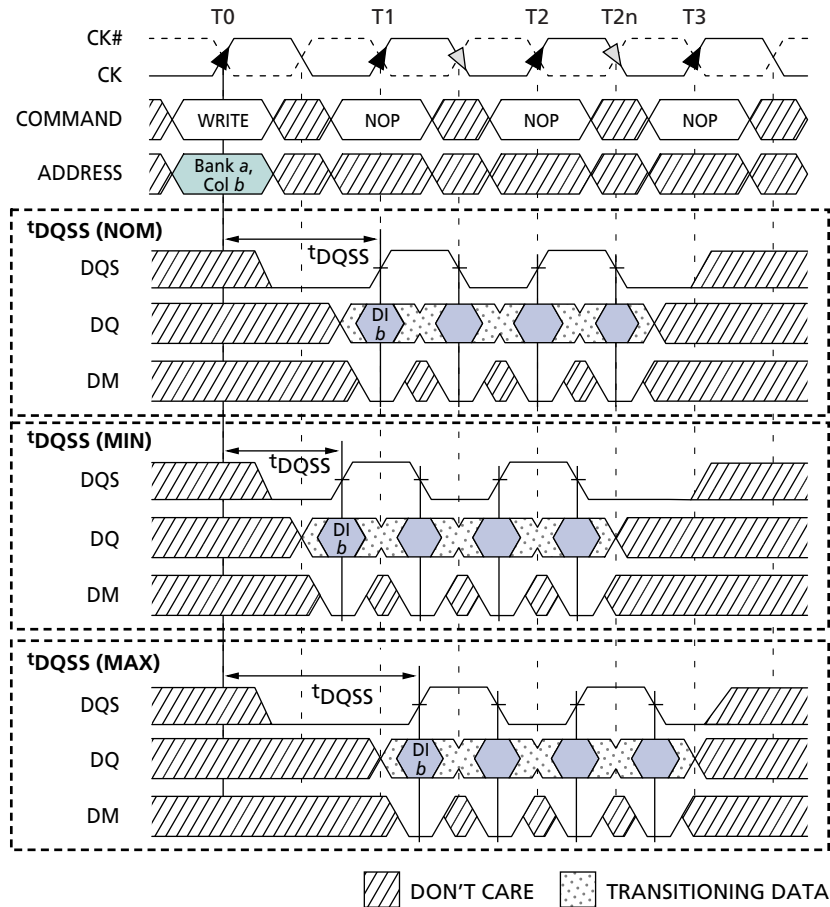 T0 T1 T2 T2n T3
CK#
CK
COMMAND WRITE NOP NOP NOP
ADDRESS Bank a,
Col b
tDQSS (NOM)
tDQSS
DQS
DQ DI
b
DM
tDQSS (MIN)
tDQSS
DQS
DQ DI
b
DM
tDQSS (MAX)
tDQSS
DQS
DQ DI
b
DM
DON'T CARE TRANSITIONING DATA